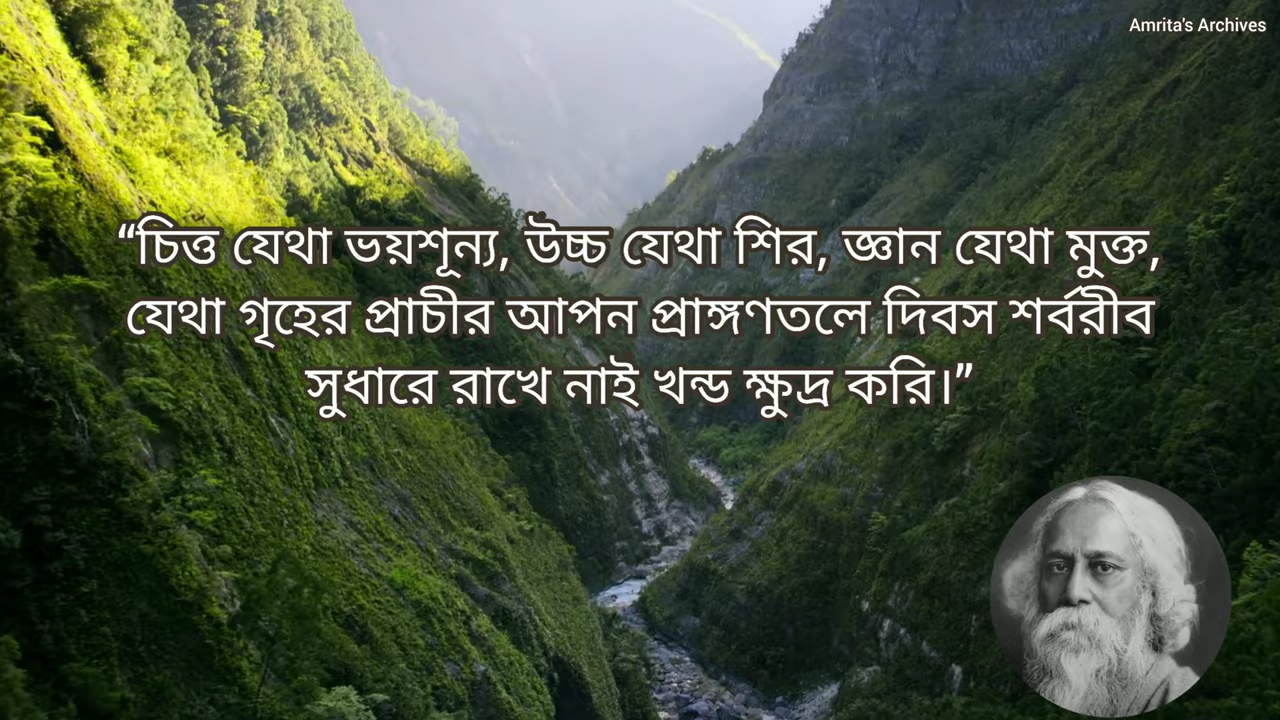 Amrita's Archives
“চিত্ত যেথা ভয়শূন্য, উচ্চ যেথা শির, জ্ঞান যেথা মুক্ত,
যেথা গৃহের প্রাচীর আপন প্রাঙ্গণতলে দিবস শর্বরীব
সুধারে রাখে নাই খন্ড ক্ষুদ্র করি।”